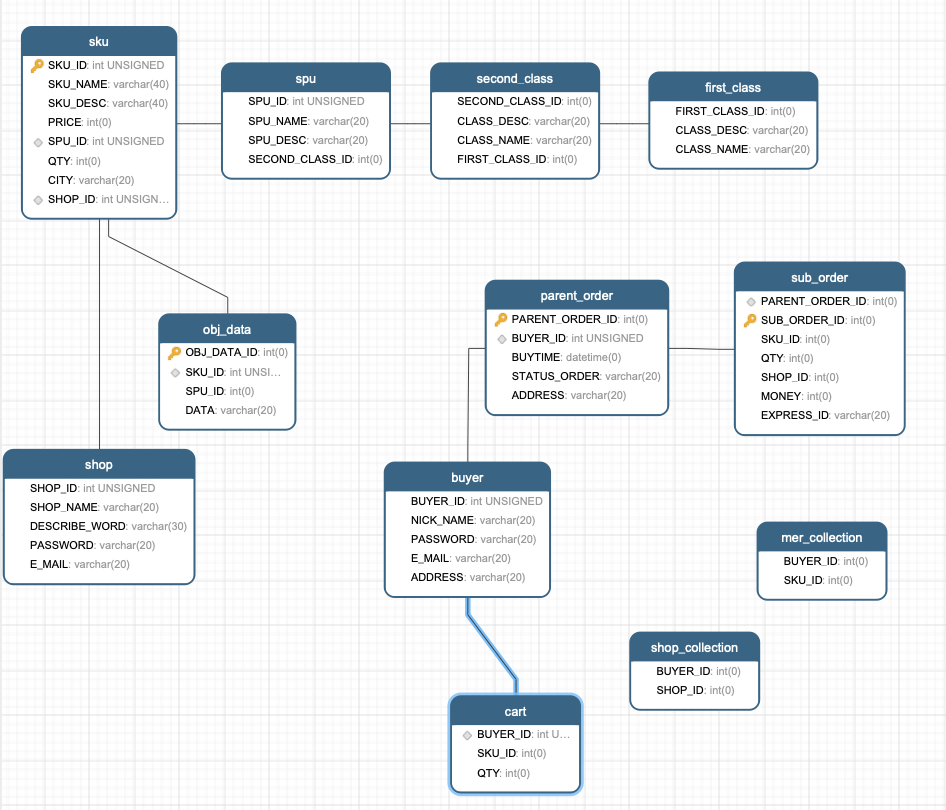 sku
SKU_ID: int UNSIGNED
SKU_NAME: varchar(40)
SKU_DESC: varchar(40)
PRICE: int(0)
SPU_ID: int UNSIGNED
QTY: int(0)
CITY: varchar(20)
SHOP_ID: int UNSIGN...
spu
SPU_ID: int UNSIGNED
SPU_NAME: varchar(20)
SPU_DESC: varchar(20)
SECOND_CLASS_ID: int(0)
second_class
SECOND_CLASS_ID: int(0)
CLASS_DESC: varchar(20)
CLASS_NAME: varchar(20)
FIRST_CLASS_ID: int(0)
first_class
FIRST_CLASS_ID: int(0)
CLASS_DESC: varchar(20)
CLASS_NAME: varchar(20)
obj_data
OBJ_DATA_ID: int(0)
SKU_ID: int UNSI...
SPU_ID: int(0)
DATA: varchar(20)
parent_order
PARENT_ORDER_ID: int(0)
BUYER_ID: int UNSIGNED
BUYTIME: datetime(0)
STATUS_ORDER: varchar(20)
ADDRESS: varchar(20)
sub_order
PARENT_ORDER_ID: int(0)
SUB_ORDER_ID: int(0)
SKU_ID: int(0)
QTY: int(0)
SHOP_ID: int(0)
MONEY: int(0)
EXPRESS_ID: varchar(20)
shop
SHOP_ID: int UNSIGNED
SHOP_NAME: varchar(20)
DESCRIBE_WORD: varchar(30)
PASSWORD: varchar(20)
E_MAIL: varchar(20)
buyer
BUYER_ID: int UNSIGNED
NICK_NAME: varchar(20)
PASSWORD: varchar(20)
E_MAIL: varchar(20)
ADDRESS: varchar(20)
mer_collection
BUYER_ID: int(0)
SKU_ID: int(0)
shop_collection
BUYER_ID: int(0)
SHOP_ID: int(0)
cart
BUYER_ID: int U...
SKU_ID: int(0)
QTY: int(0)